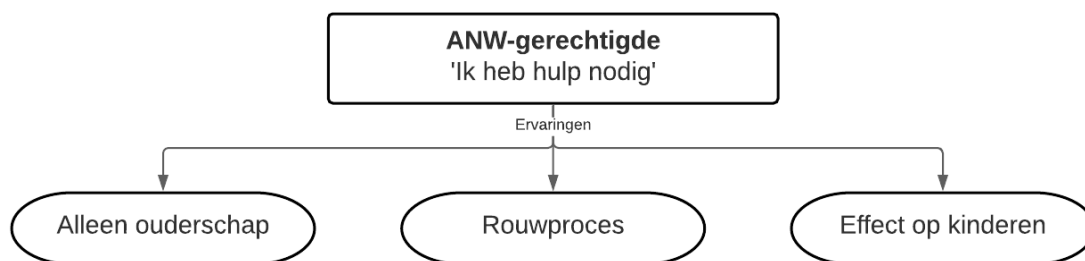 ANW-gerechtigde
'Ik heb hulp nodig'
Ervaringen
Alleen ouderschap
Rouwproces
Effect op kinderen